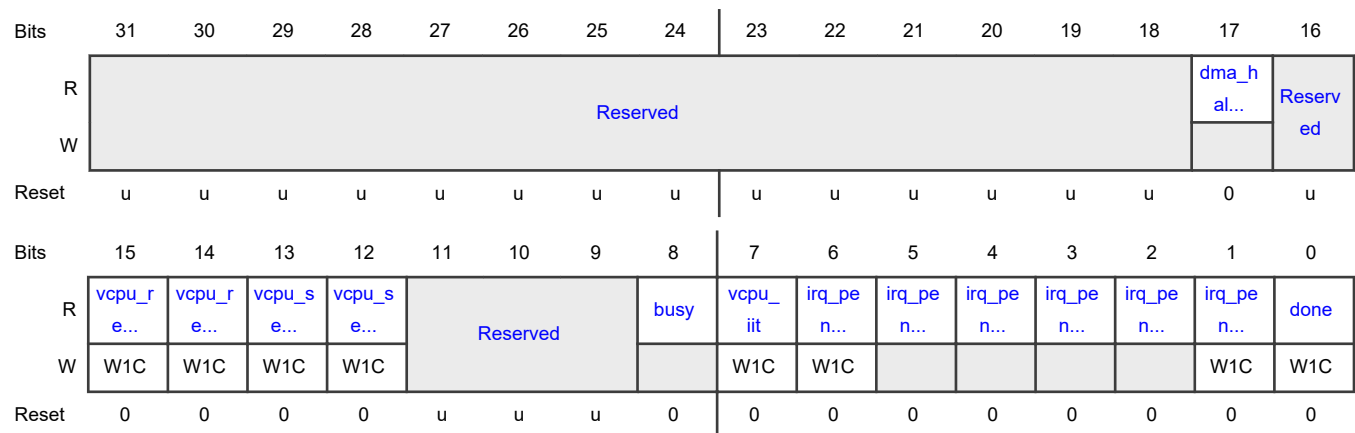 Bits 31 30 29 28 27 26 25 24 23 22 21 20 19 18 17 16
R Reserved dma_h al... Reserv ed
W
Reset u u u u u u u u u u u u u u 0 u
Bits 15 14 13 12 11 10 9 8 7 6 5 4 3 2 1 0
R vcpu_r e... vcpu_r e... vcpu_s e... vcpu_s e... Reserved busy vcpu_ iit irq_pe n... irq_pe n... irq_pe n... irq_pe n... irq_pe n... irq_pe n... done
W W1C W1C W1C W1C W1C W1C W1C W1C
Reset 0 0 0 0 u u u 0 0 0 0 0 0 0 0 0